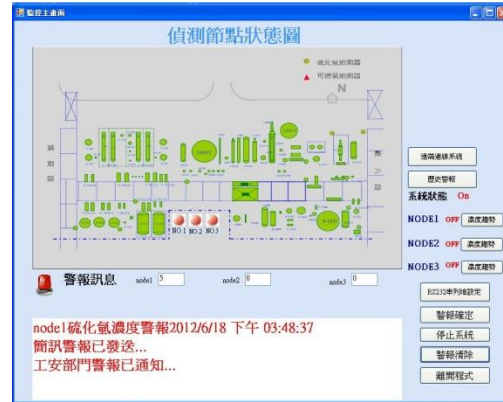 監控主畫面
偵測節點狀態圖
硫化氫偵測器
可燃氣偵測器
N
NO.1 NO.2 NO.3
遠端連線系統
歷史警報
系統狀態 On
NODE1 OFF 濃度趨勢
NODE2 OFF 濃度趨勢
NODE3 OFF 濃度趨勢
RS232串列埠設定
警報確定
停止系統
警報清除
離開程式
警報訊息 node1 5 node2 0 node3 0
node1硫化氫濃度警報2012/6/18 下午 03:48:37
簡訊警報已發送...
工安部門警報已通知...